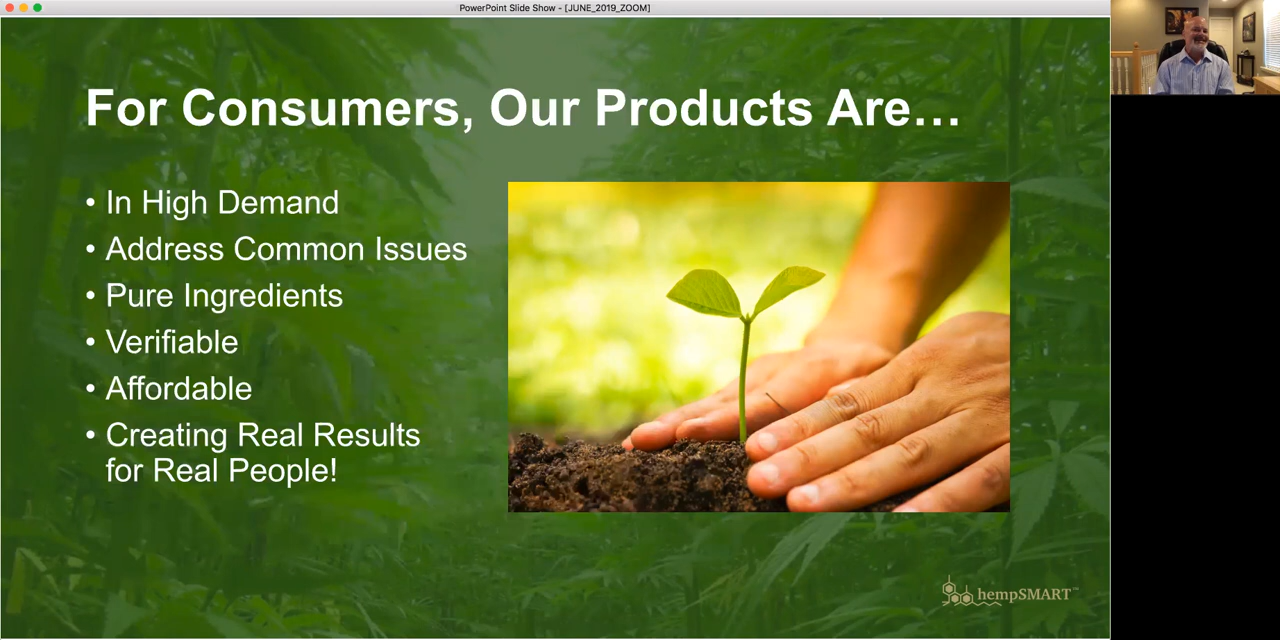 PowerPoint Slide Show - [JUNE_2019_ZOOM]
For Consumers, Our Products Are…
• In High Demand
• Address Common Issues
• Pure Ingredients
• Verifiable
• Affordable
• Creating Real Results
for Real People!
hempSMART™